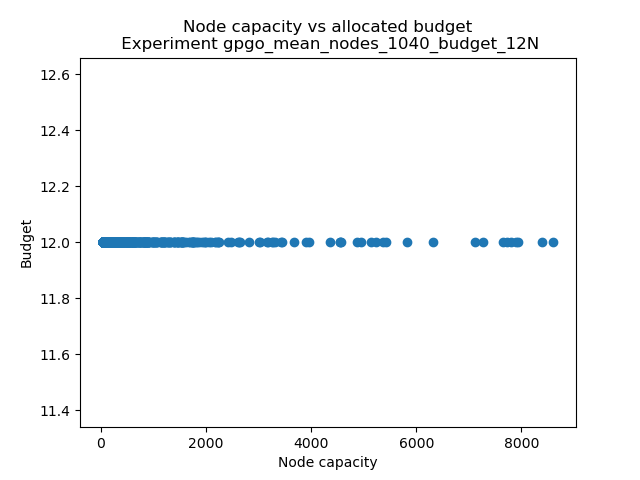 Node capacity vs allocated budget
Experiment gpgo_mean_nodes_1040_budget_12N
12.6
12.4
12.2
12.0
11.8
11.6
11.4
Budget
0 2000 4000 6000 8000
Node capacity